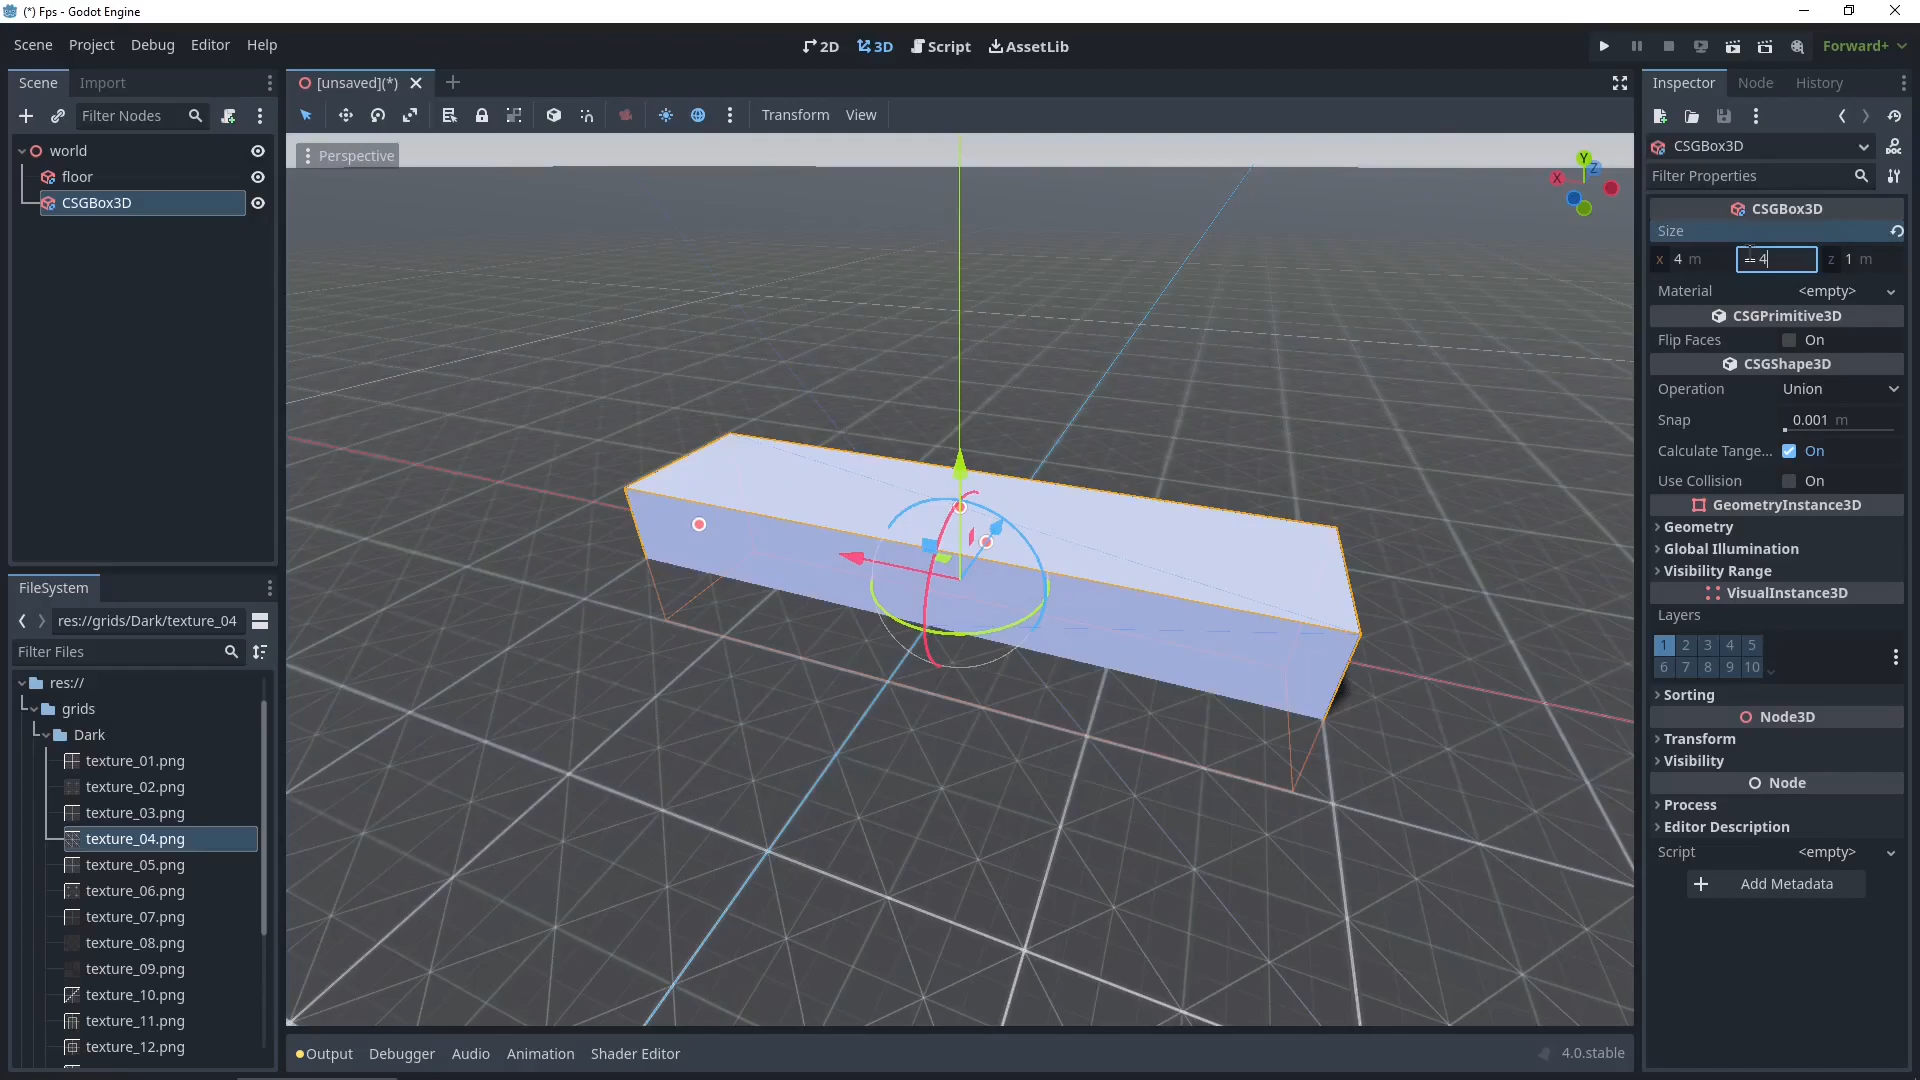 (*) Fps - Godot Engine
Scene Project Debug Editor Help
2D 3D Script AssetLib
Forward+
Scene Import
Filter Nodes
world
floor
CSGBox3D
FileSystem
res://grids/Dark/texture_04
Filter Files
res://
grids
Dark
texture_01.png
texture_02.png
texture_03.png
texture_04.png
texture_05.png
texture_06.png
texture_07.png
texture_08.png
texture_09.png
texture_10.png
texture_11.png
texture_12.png
[unsaved](*)
Transform View
Perspective
Y
Z
X
Output Debugger Audio Animation Shader Editor
4.0.stable
Inspector Node History
CSGBox3D
Filter Properties
CSGBox3D
Size
x 4 m 4 z 1 m
Material <empty>
CSGPrimitive3D
Flip Faces On
CSGShape3D
Operation Union
Snap 0.001 m
Calculate Tange... On
Use Collision On
GeometryInstance3D
Geometry
Global Illumination
Visibility Range
VisualInstance3D
Layers
1 2 3 4 5
6 7 8 9 10
Sorting
Node3D
Transform
Visibility
Node
Process
Editor Description
Script <empty>
Add Metadata